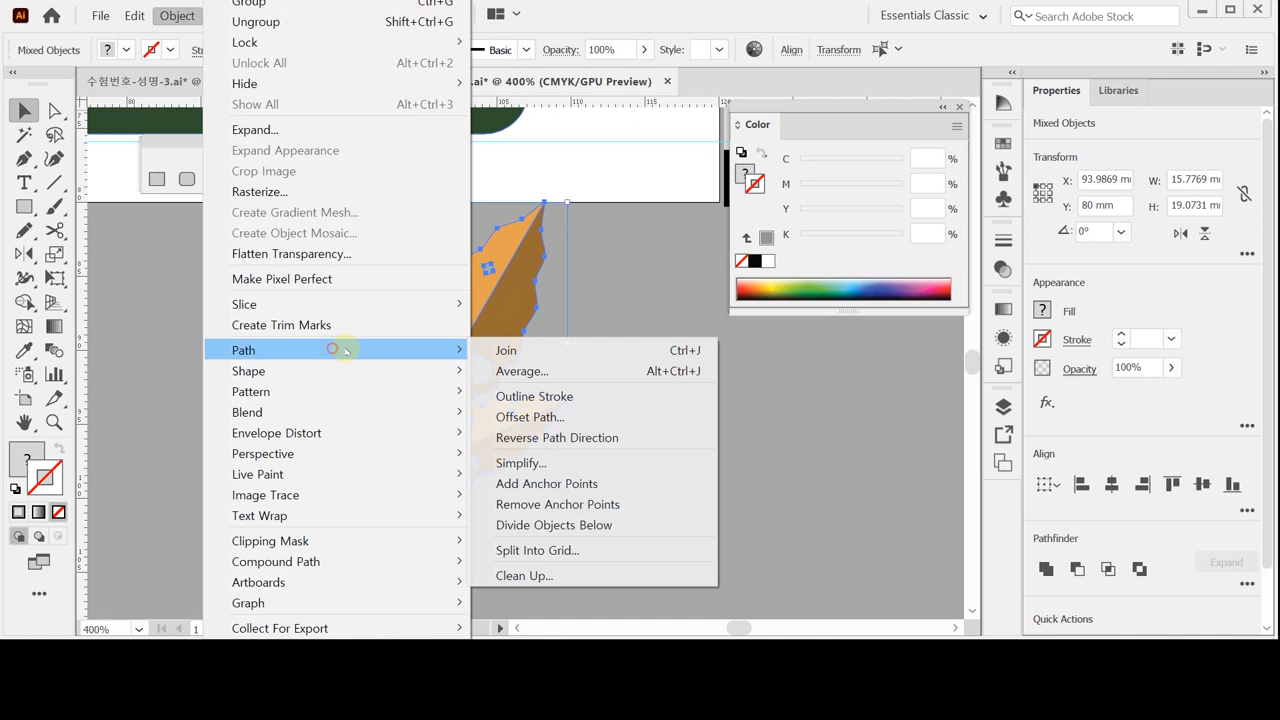 Ai File Edit Object Essentials Classic Search Adobe Stock
Mixed Objects ? Basic Opacity: 100% Style: Align Transform
수험번호-성명-3.ai* @ .ai* @ 400% (CMYK/GPU Preview)
80 105 110 115 120
Group Ctrl+G
Ungroup Shift+Ctrl+G
Lock
Unlock All Alt+Ctrl+2
Hide
Show All Alt+Ctrl+3
Expand...
Expand Appearance
Crop Image
Rasterize...
Create Gradient Mesh...
Create Object Mosaic...
Flatten Transparency...
Make Pixel Perfect
Slice
Create Trim Marks
Path
Shape
Pattern
Blend
Envelope Distort
Perspective
Live Paint
Image Trace
Text Wrap
Clipping Mask
Compound Path
Artboards
Graph
Collect For Export
Join Ctrl+J
Average... Alt+Ctrl+J
Outline Stroke
Offset Path...
Reverse Path Direction
Simplify...
Add Anchor Points
Remove Anchor Points
Divide Objects Below
Split Into Grid...
Clean Up...
Color
C %
M %
Y %
K %
Properties Libraries
Mixed Objects
Transform
X: 93.9869 m W: 15.7769 m
Y: 80 mm H: 19.0731 m
0°
Appearance
? Fill
Stroke
Opacity 100%
fx
Align
Pathfinder
Expand
Quick Actions
400% 1